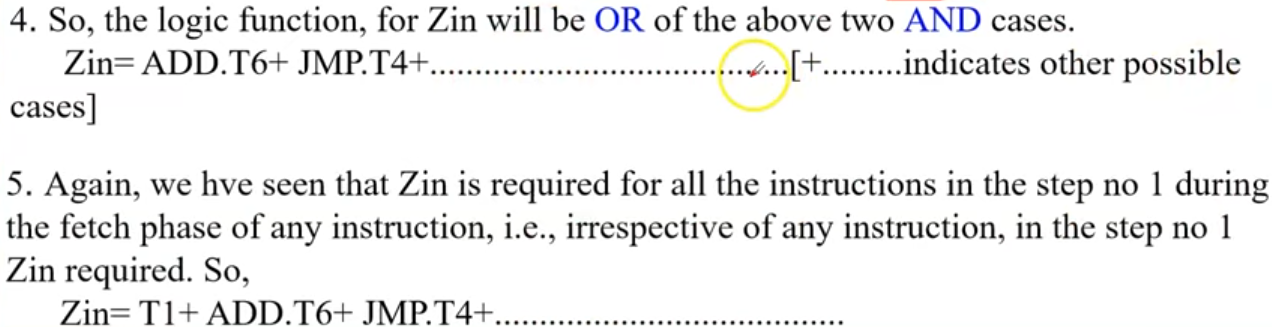 4. So, the logic function, for Zin will be OR of the above two AND cases.
Zin= ADD.T6+ JMP.T4+.......................................[+.........indicates other possible
cases]
5. Again, we hve seen that Zin is required for all the instructions in the step no 1 during
the fetch phase of any instruction, i.e., irrespective of any instruction, in the step no 1
Zin required. So,
Zin= T1+ ADD.T6+ JMP.T4+......................................